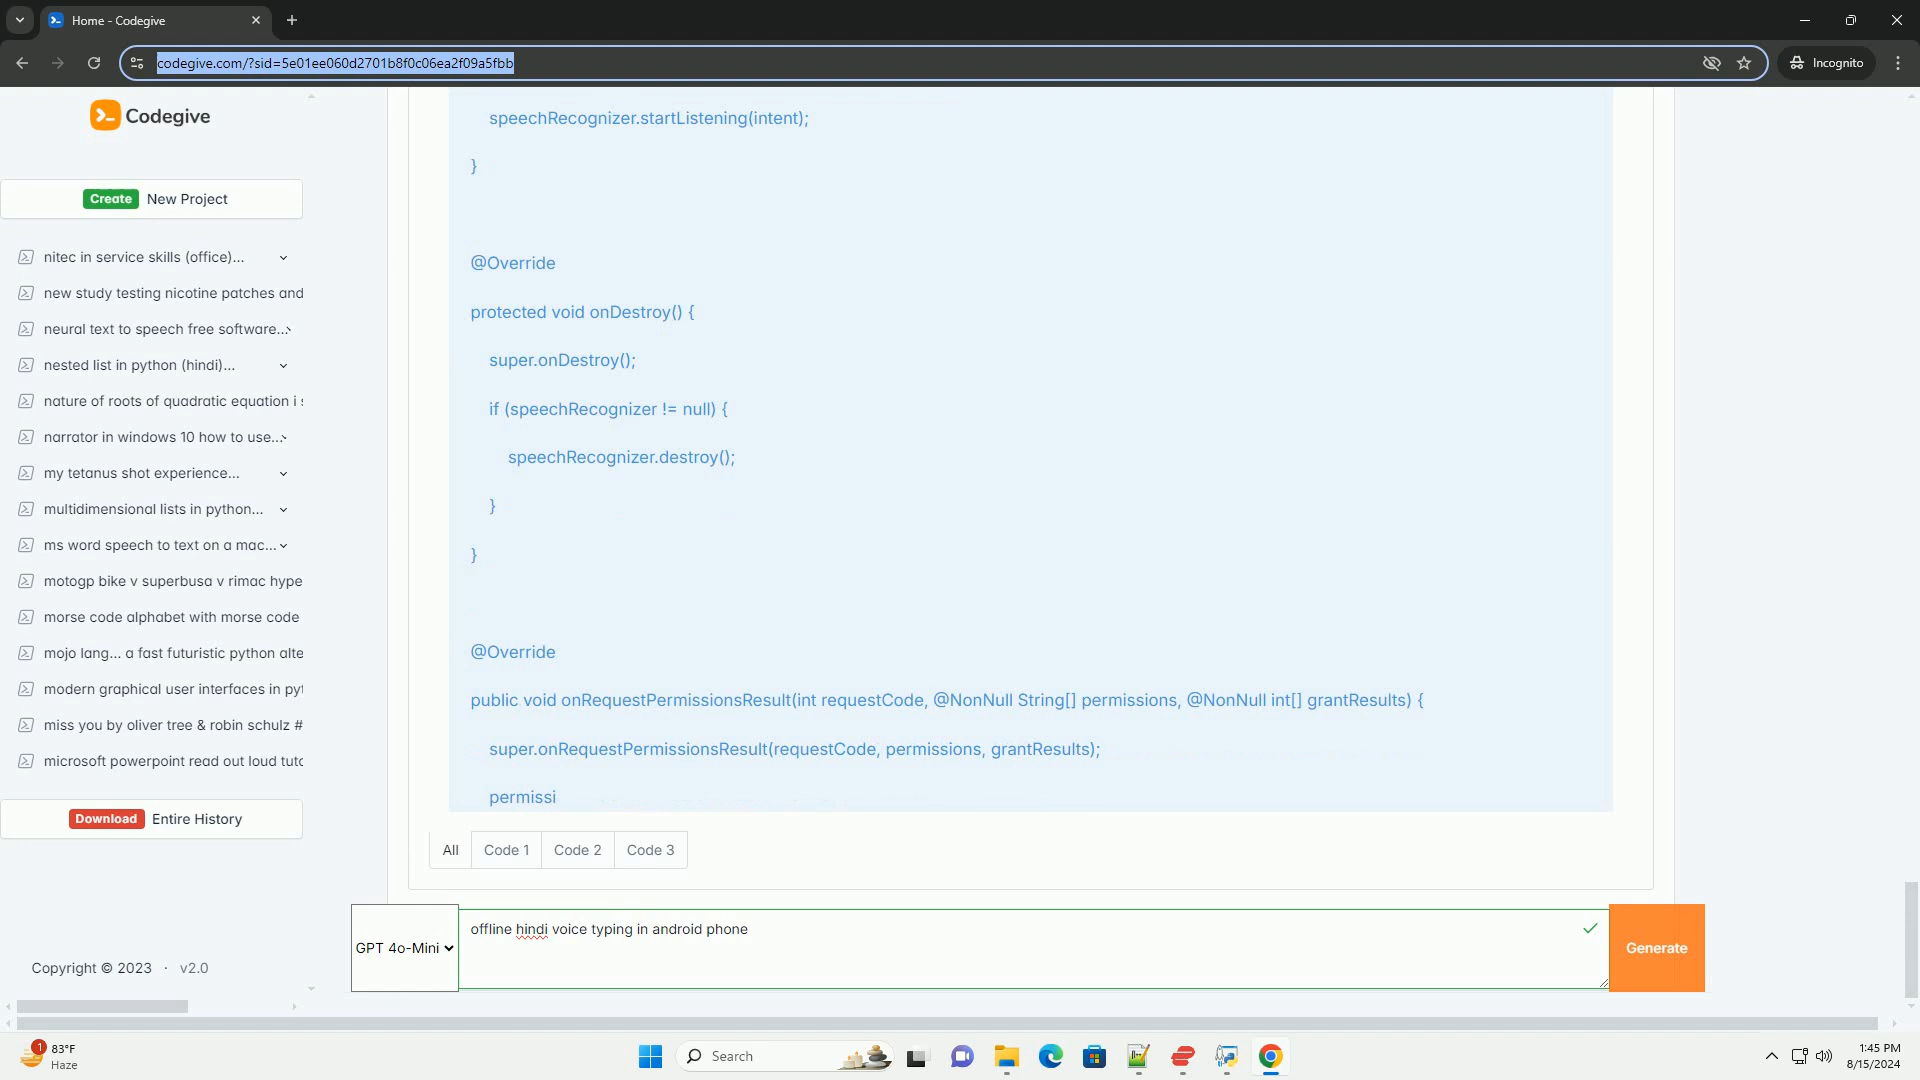 Home - Codegive
codegive.com/?sid=5e01ee060d2701b8f0c06ea2f09a5fbb
Incognito
Codegive
Create New Project
nitec in service skills (office)...
new study testing nicotine patches and
neural text to speech free software...
nested list in python (hindi)...
nature of roots of quadratic equation i s
narrator in windows 10 how to use...
my tetanus shot experience...
multidimensional lists in python...
ms word speech to text on a mac...
motogp bike v superbusa v rimac hype
morse code alphabet with morse code
mojo lang... a fast futuristic python alte
modern graphical user interfaces in pyt
miss you by oliver tree & robin schulz #
microsoft powerpoint read out loud tuto
Download Entire History
Copyright © 2023 · v2.0
speechRecognizer.startListening(intent);
}
@Override
protected void onDestroy() {
super.onDestroy();
if (speechRecognizer != null) {
speechRecognizer.destroy();
}
}
@Override
public void onRequestPermissionsResult(int requestCode, @NonNull String[] permissions, @NonNull int[] grantResults) {
super.onRequestPermissionsResult(requestCode, permissions, grantResults);
permissi
All Code 1 Code 2 Code 3
GPT 4o-Mini
offline hindi voice typing in android phone
Generate
1
83°F
Haze
Search
1:45 PM
8/15/2024